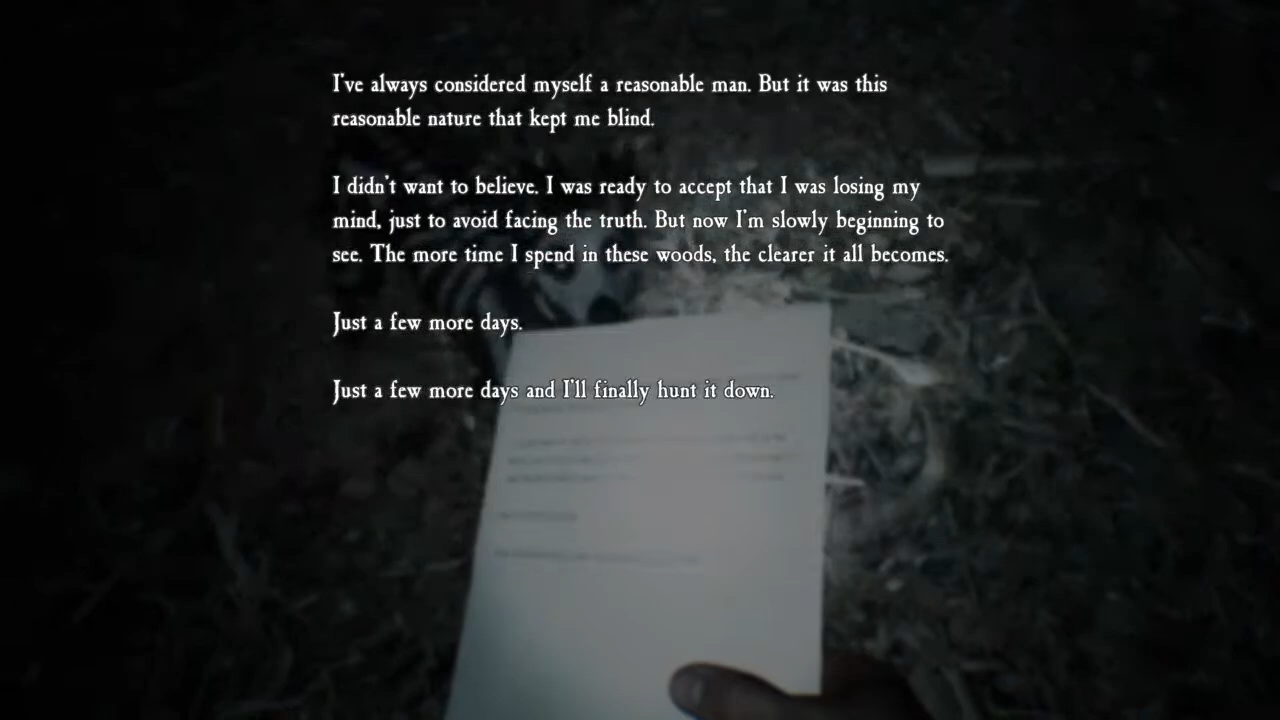 I've always considered myself a reasonable man. But it was this
reasonable nature that kept me blind.
I didn't want to believe. I was ready to accept that I was losing my
mind, just to avoid facing the truth. But now I'm slowly beginning to
see. The more time I spend in these woods, the clearer it all becomes.
Just a few more days.
Just a few more days and I'll finally hunt it down.